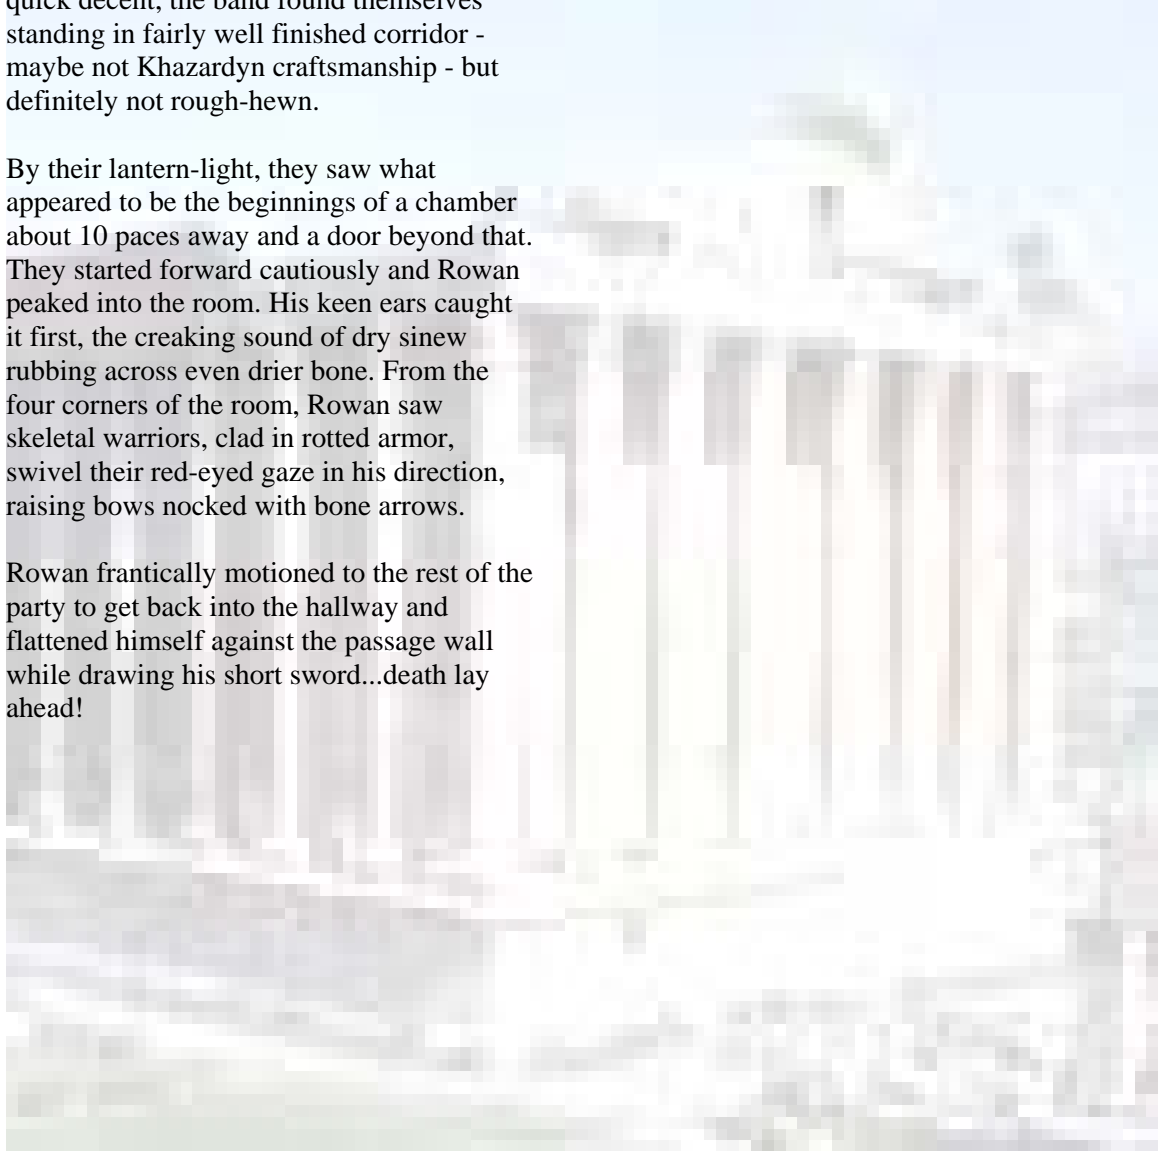 quick decent, the band found themselves
standing in fairly well finished corridor -
maybe not Khazardyn craftsmanship - but
definitely not rough-hewn.
By their lantern-light, they saw what
appeared to be the beginnings of a chamber
about 10 paces away and a door beyond that.
They started forward cautiously and Rowan
peaked into the room. His keen ears caught
it first, the creaking sound of dry sinew
rubbing across even drier bone. From the
four corners of the room, Rowan saw
skeletal warriors, clad in rotted armor,
swivel their red-eyed gaze in his direction,
raising bows nocked with bone arrows.
Rowan frantically motioned to the rest of the
party to get back into the hallway and
flattened himself against the passage wall
while drawing his short sword...death lay
ahead!